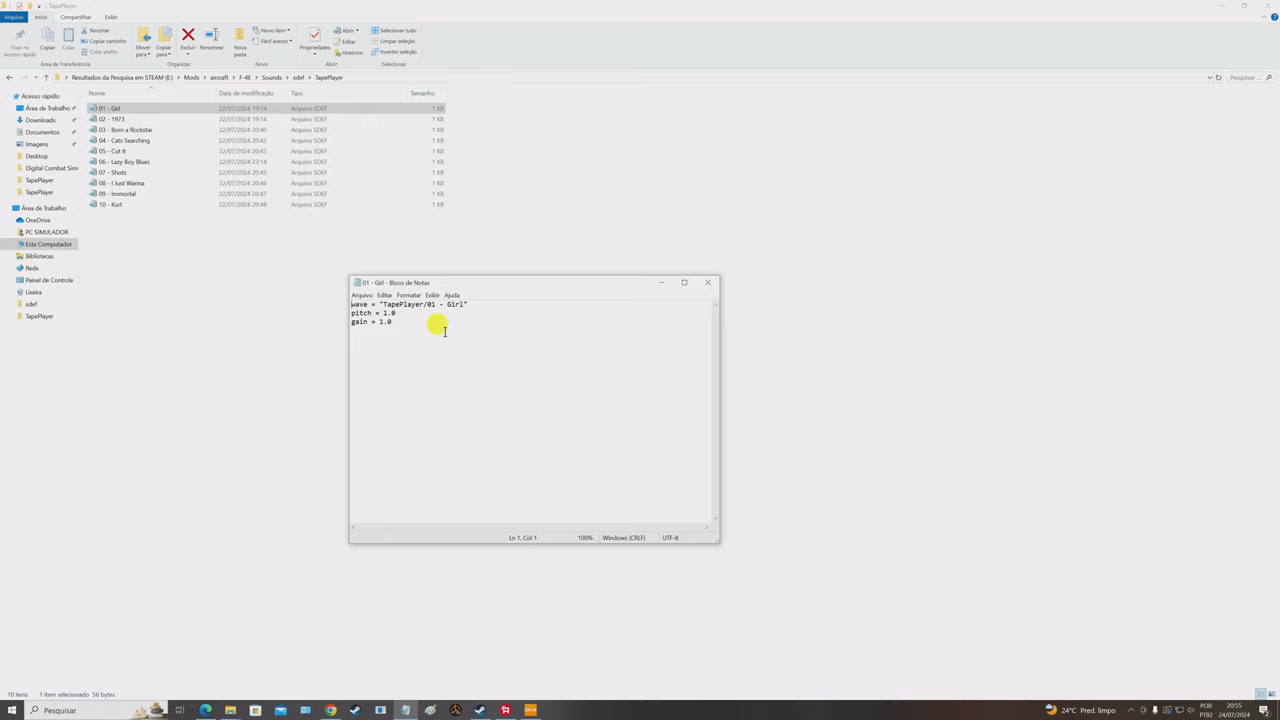 TapePlayer
Arquivo Início Compartilhar Exibir
Fixar no Acesso rápido
Copiar
Colar
Recortar
Copiar caminho
Colar atalho
Área de Transferência
Mover para
Copiar para
Excluir
Renomear
Organizar
Nova pasta
Novo item
Fácil acesso
Novo
Propriedades
Abrir
Editar
Histórico
Abrir
Selecionar tudo
Limpar seleção
Inverter seleção
Selecionar
Resultados da Pesquisa em STEAM (E:) > Mods > aircraft > F-4E > Sounds > sdef > TapePlayer
Pesquisar ...
Nome Data de modificação Tipo Tamanho
01 - Girl 22/07/2024 19:14 Arquivo SDEF 1 KB
02 - 1973 22/07/2024 19:14 Arquivo SDEF 1 KB
03 - Born a Rockstar 22/07/2024 20:40 Arquivo SDEF 1 KB
04 - Cats Searching 22/07/2024 20:42 Arquivo SDEF 1 KB
05 - Cut It 22/07/2024 20:43 Arquivo SDEF 1 KB
06 - Lazy Boy Blues 22/07/2024 23:14 Arquivo SDEF 1 KB
07 - Shots 22/07/2024 20:45 Arquivo SDEF 1 KB
08 - I Just Wanna 22/07/2024 20:46 Arquivo SDEF 1 KB
09 - Immortal 22/07/2024 20:47 Arquivo SDEF 1 KB
10 - Kurt 22/07/2024 20:48 Arquivo SDEF 1 KB
Acesso rápido
Área de Trabalho
Downloads
Documentos
Imagens
Desktop
Digital Combat Simu
TapePlayer
TapePlayer
Área de Trabalho
OneDrive
PC SIMULADOR
Este Computador
Bibliotecas
Rede
Painel de Controle
Lixeira
sdef
TapePlayer
01 - Girl - Bloco de Notas
Arquivo Editar Formatar Exibir Ajuda
wave = "TapePlayer/01 - Girl"
pitch = 1.0
gain = 1.0
Ln 1, Col 1 100% Windows (CRLF) UTF-8
10 itens 1 item selecionado 56 bytes
Pesquisar
24°C Pred. limpo
POR
PTB2
20:55
24/07/2024